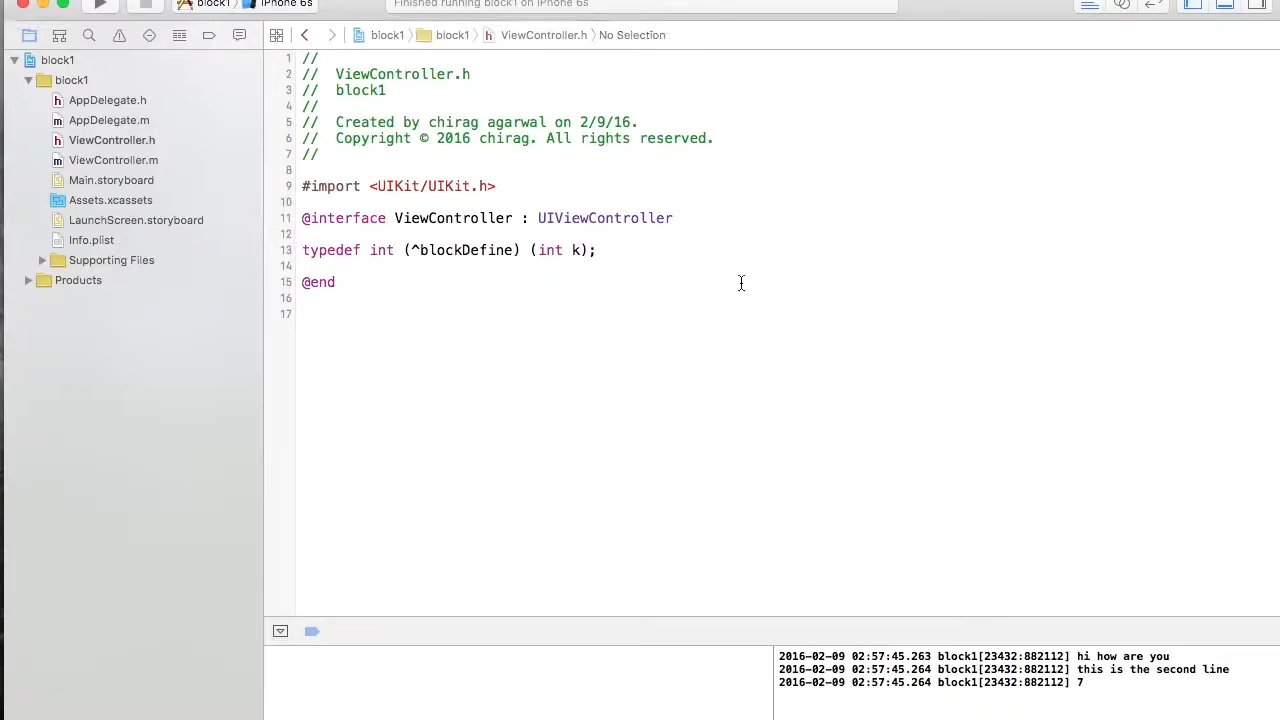 block1 〉 iPhone 6s
Finished running block1 on iPhone 6s
block1 〉 block1 〉 ViewController.h 〉 No Selection
block1
block1
AppDelegate.h
AppDelegate.m
ViewController.h
ViewController.m
Main.storyboard
Assets.xcassets
LaunchScreen.storyboard
Info.plist
Supporting Files
Products
1 //
2 //  ViewController.h
3 //  block1
4 //
5 //  Created by chirag agarwal on 2/9/16.
6 //  Copyright © 2016 chirag. All rights reserved.
7 //
8
9 #import <UIKit/UIKit.h>
10
11 @interface ViewController : UIViewController
12
13 typedef int (^blockDefine) (int k);
14
15 @end
16
17
2016-02-09 02:57:45.263 block1[23432:882112] hi how are you
2016-02-09 02:57:45.264 block1[23432:882112] this is the second line
2016-02-09 02:57:45.264 block1[23432:882112] 7